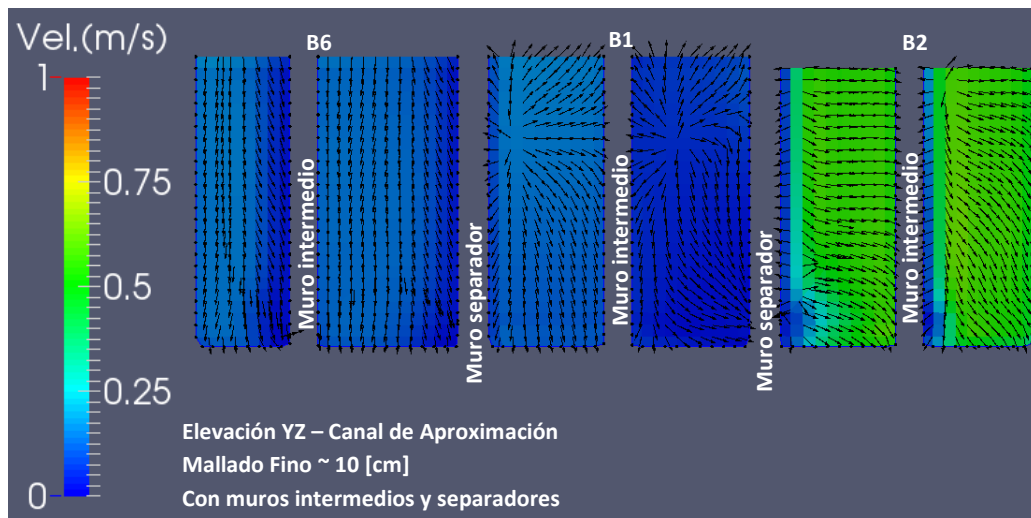 Vel.(m/s)
1
0.75
0.5
0.25
0
B6
B1
B2
Muro intermedio
Muro separador
Muro intermedio
Muro separador
Muro intermedio
Elevación YZ – Canal de Aproximación
Mallado Fino ~ 10 [cm]
Con muros intermedios y separadores